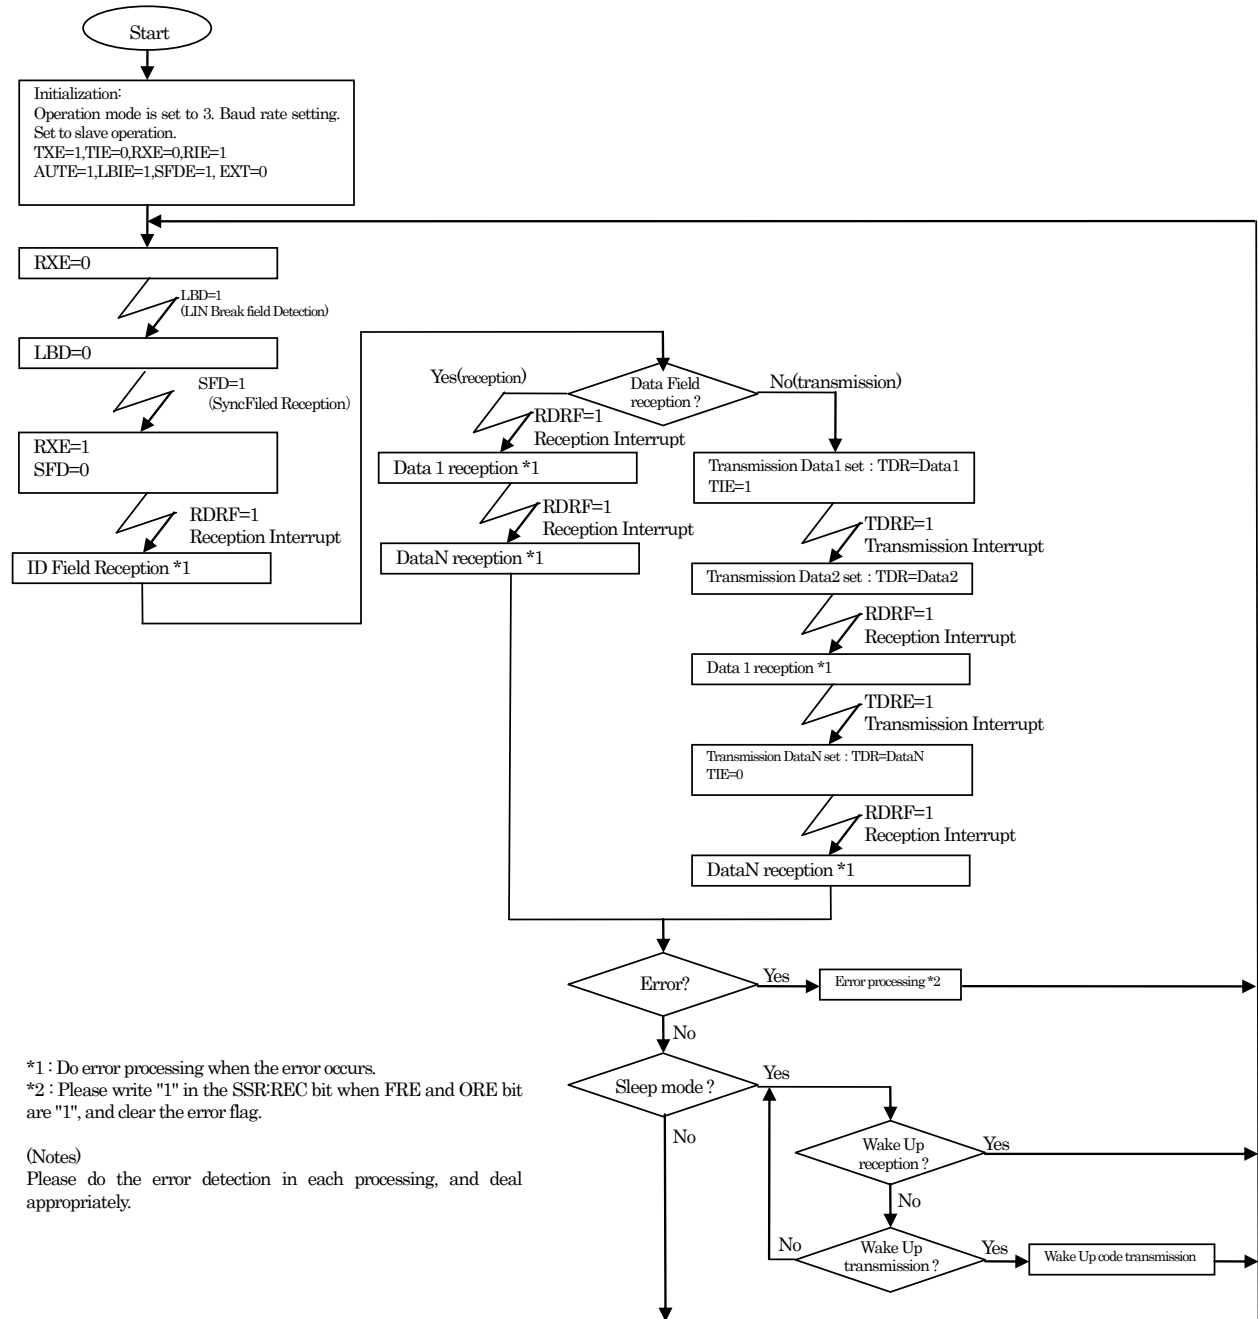 Start
Initialization:
Operation mode is set to 3. Baud rate setting.
Set to slave operation.
TXE=1,TIE=0,RXE=0,RIE=1
AUTE=1,LBIE=1,SFDE=1, EXT=0
RXE=0
LBD=1
(LIN Break field Detection)
LBD=0
SFD=1
(SyncFiled Reception)
RXE=1
SFD=0
RDRF=1
Reception Interrupt
ID Field Reception *1
Data Field
reception ?
Yes(reception)
No(transmission)
RDRF=1
Reception Interrupt
Data 1 reception *1
RDRF=1
Reception Interrupt
DataN reception *1
Transmission Data1 set : TDR=Data1
TIE=1
TDRE=1
Transmission Interrupt
Transmission Data2 set : TDR=Data2
RDRF=1
Reception Interrupt
Data 1 reception *1
TDRE=1
Transmission Interrupt
Transmission DataN set : TDR=DataN
TIE=0
RDRF=1
Reception Interrupt
DataN reception *1
Error?
Yes
Error processing *2
No
Sleep mode ?
Yes
No
Wake Up
reception ?
Yes
No
Wake Up
transmission ?
No
Yes
Wake Up code transmission
*1 : Do error processing when the error occurs.
*2 : Please write "1" in the SSR:REC bit when FRE and ORE bit
are "1", and clear the error flag.
(Notes)
Please do the error detection in each processing, and deal
appropriately.